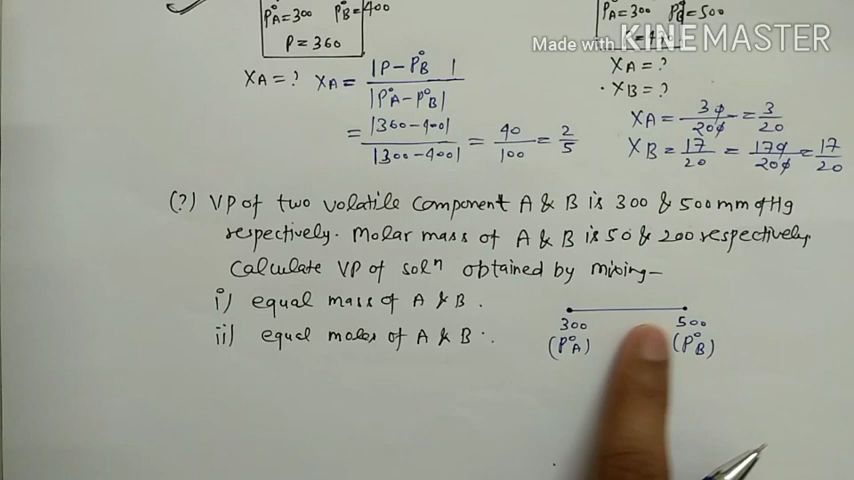 P°A=300 P°B=400
P=360
XA=? XA= |P-P°B |
|P°A-P°B|
= |360-400| = 40 = 2
|300-400| 100 5
P°A=300 P°B=500
Made with KINEMASTER
XA=?
XB=?
XA= 30 = 3
200 20
XB= 17 = 170 = 17
20 200 20
(?) VP of two volatile component A & B is 300 & 500 mm of Hg
respectively. Molar mass of A & B is 50 & 200 respectively.
Calculate VP of solⁿ obtained by mixing-
i) equal mass of A & B.
ii) equal moles of A & B.
300 500
(P°A) (P°B)